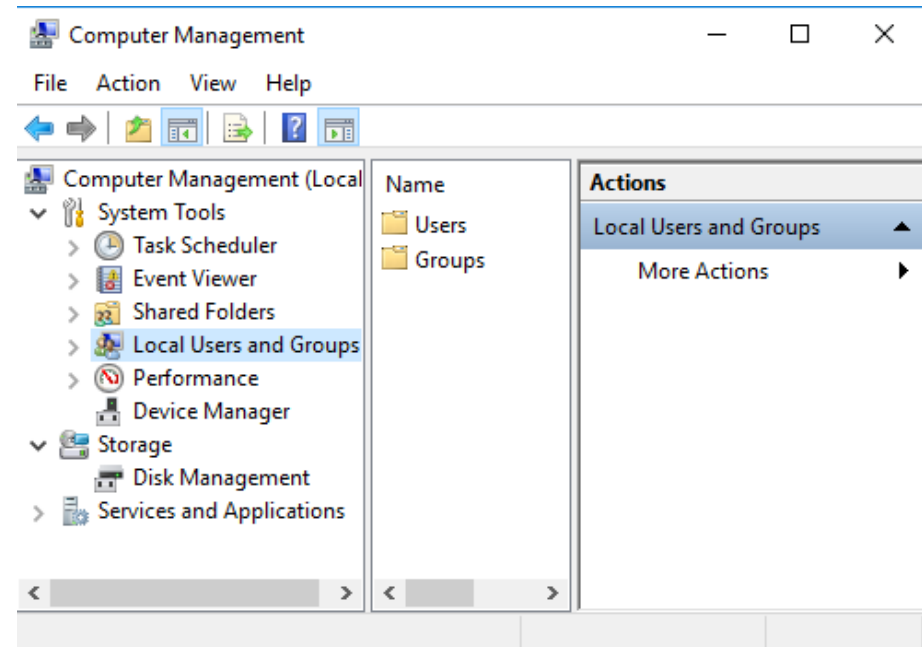 Computer Management
File Action View Help
Computer Management (Local
System Tools
Task Scheduler
Event Viewer
Shared Folders
Local Users and Groups
Performance
Device Manager
Storage
Disk Management
Services and Applications
Name
Users
Groups
Actions
Local Users and Groups
More Actions